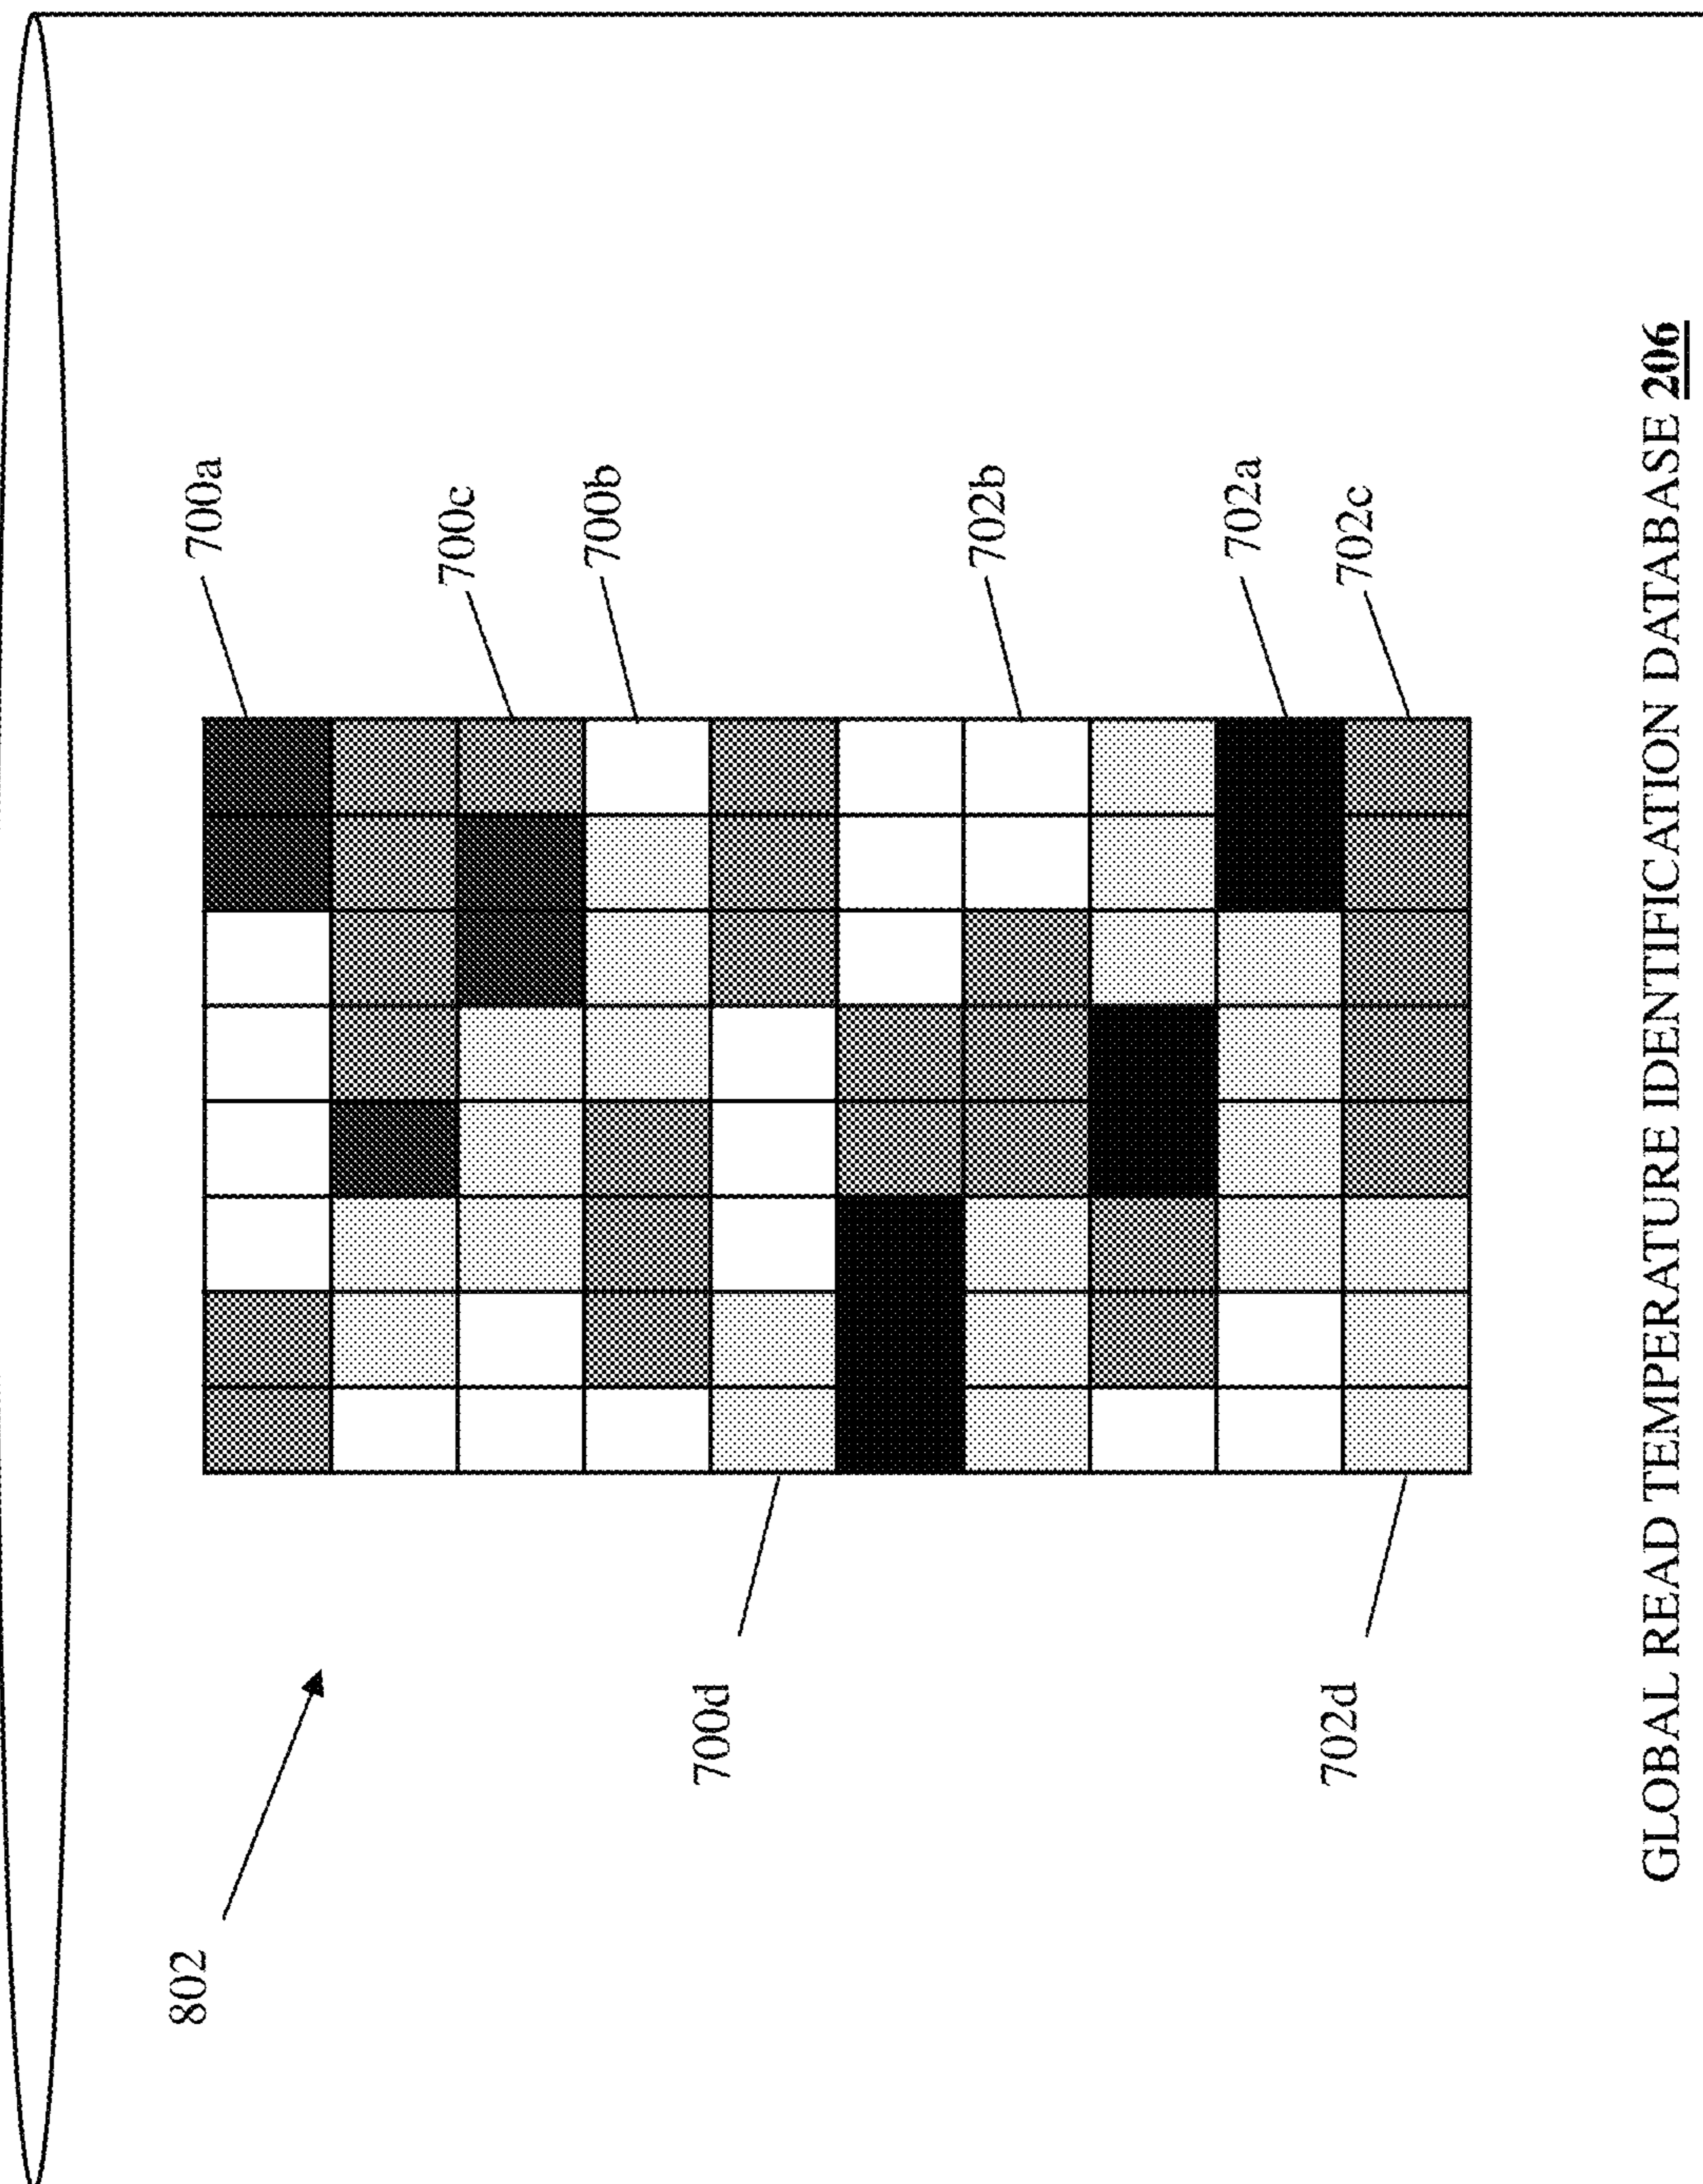 802
700a
700c
700b
700d
702b
702a
702d
702c
GLOBAL READ TEMPERATURE IDENTIFICATION DATABASE 206